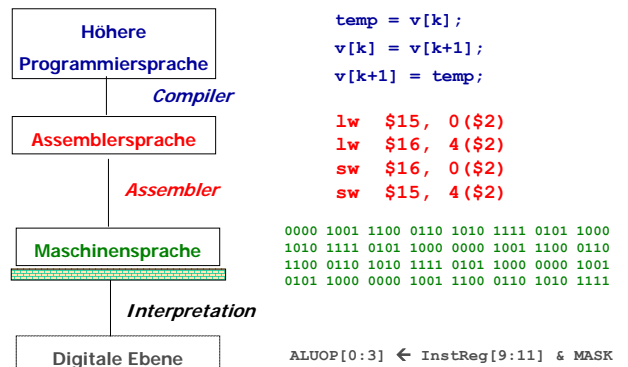 Höhere
Programmiersprache
temp = v[k];
v[k] = v[k+1];
v[k+1] = temp;
Compiler
Assemblersprache
lw $15, 0($2)
lw $16, 4($2)
sw $16, 0($2)
sw $15, 4($2)
Assembler
Maschinensprache
0000 1001 1100 0110 1010 1111 0101 1000
1010 1111 0101 1000 0000 1001 1100 0110
1100 0110 1010 1111 0101 1000 0000 1001
0101 1000 0000 1001 1100 0110 1010 1111
Interpretation
Digitale Ebene
ALUOP[0:3] ← InstReg[9:11] & MASK